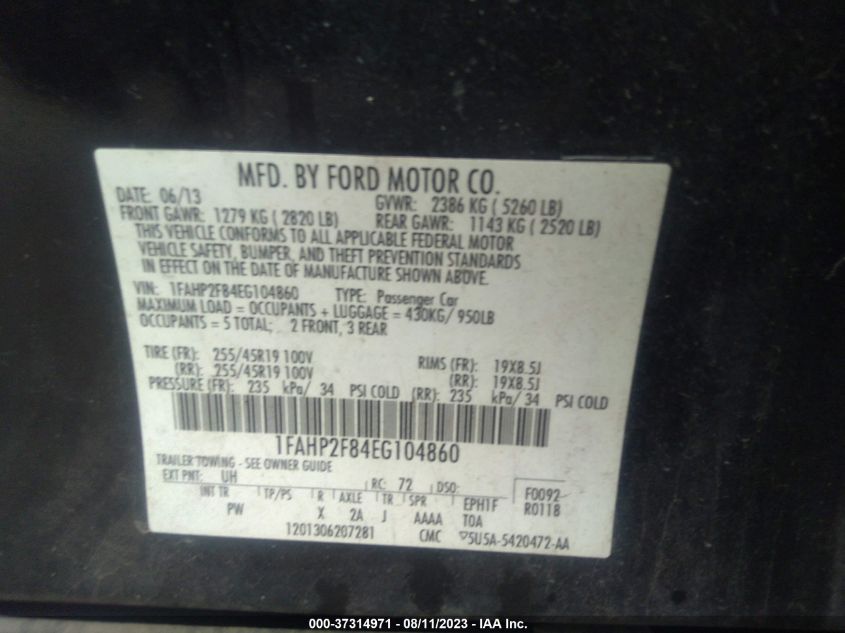 MFD. BY FORD MOTOR CO.
DATE: 06/13 GVWR: 2386 KG ( 5260 LB)
FRONT GAWR: 1279 KG ( 2820 LB) REAR GAWR: 1143 KG ( 2520 LB)
THIS VEHICLE CONFORMS TO ALL APPLICABLE FEDERAL MOTOR
VEHICLE SAFETY, BUMPER, AND THEFT PREVENTION STANDARDS
IN EFFECT ON THE DATE OF MANUFACTURE SHOWN ABOVE.
VIN: 1FAHP2F84EG104860 TYPE: Passenger Car
MAXIMUM LOAD = OCCUPANTS + LUGGAGE = 430KG/ 950LB
OCCUPANTS = 5 TOTAL; 2 FRONT, 3 REAR
TIRE (FR): 255/45R19 100V RIMS (FR): 19X8.5J
(RR): 255/45R19 100V (RR): 19X8.5J
PRESSURE (FR): 235 kPa/ 34 PSI COLD (RR): 235 kPa/ 34 PSI COLD
1FAHP2F84EG104860
TRAILER TOWING - SEE OWNER GUIDE
EXT PNT: UH RC: 72 DSO: F0092
INT TR TP/PS R AXLE TR SPR EPH1F R0118
PW X 2A J AAAA TOA
1201306207281 CMC 5U5A-5420472-AA
000-37314971 - 08/11/2023 - IAA Inc.